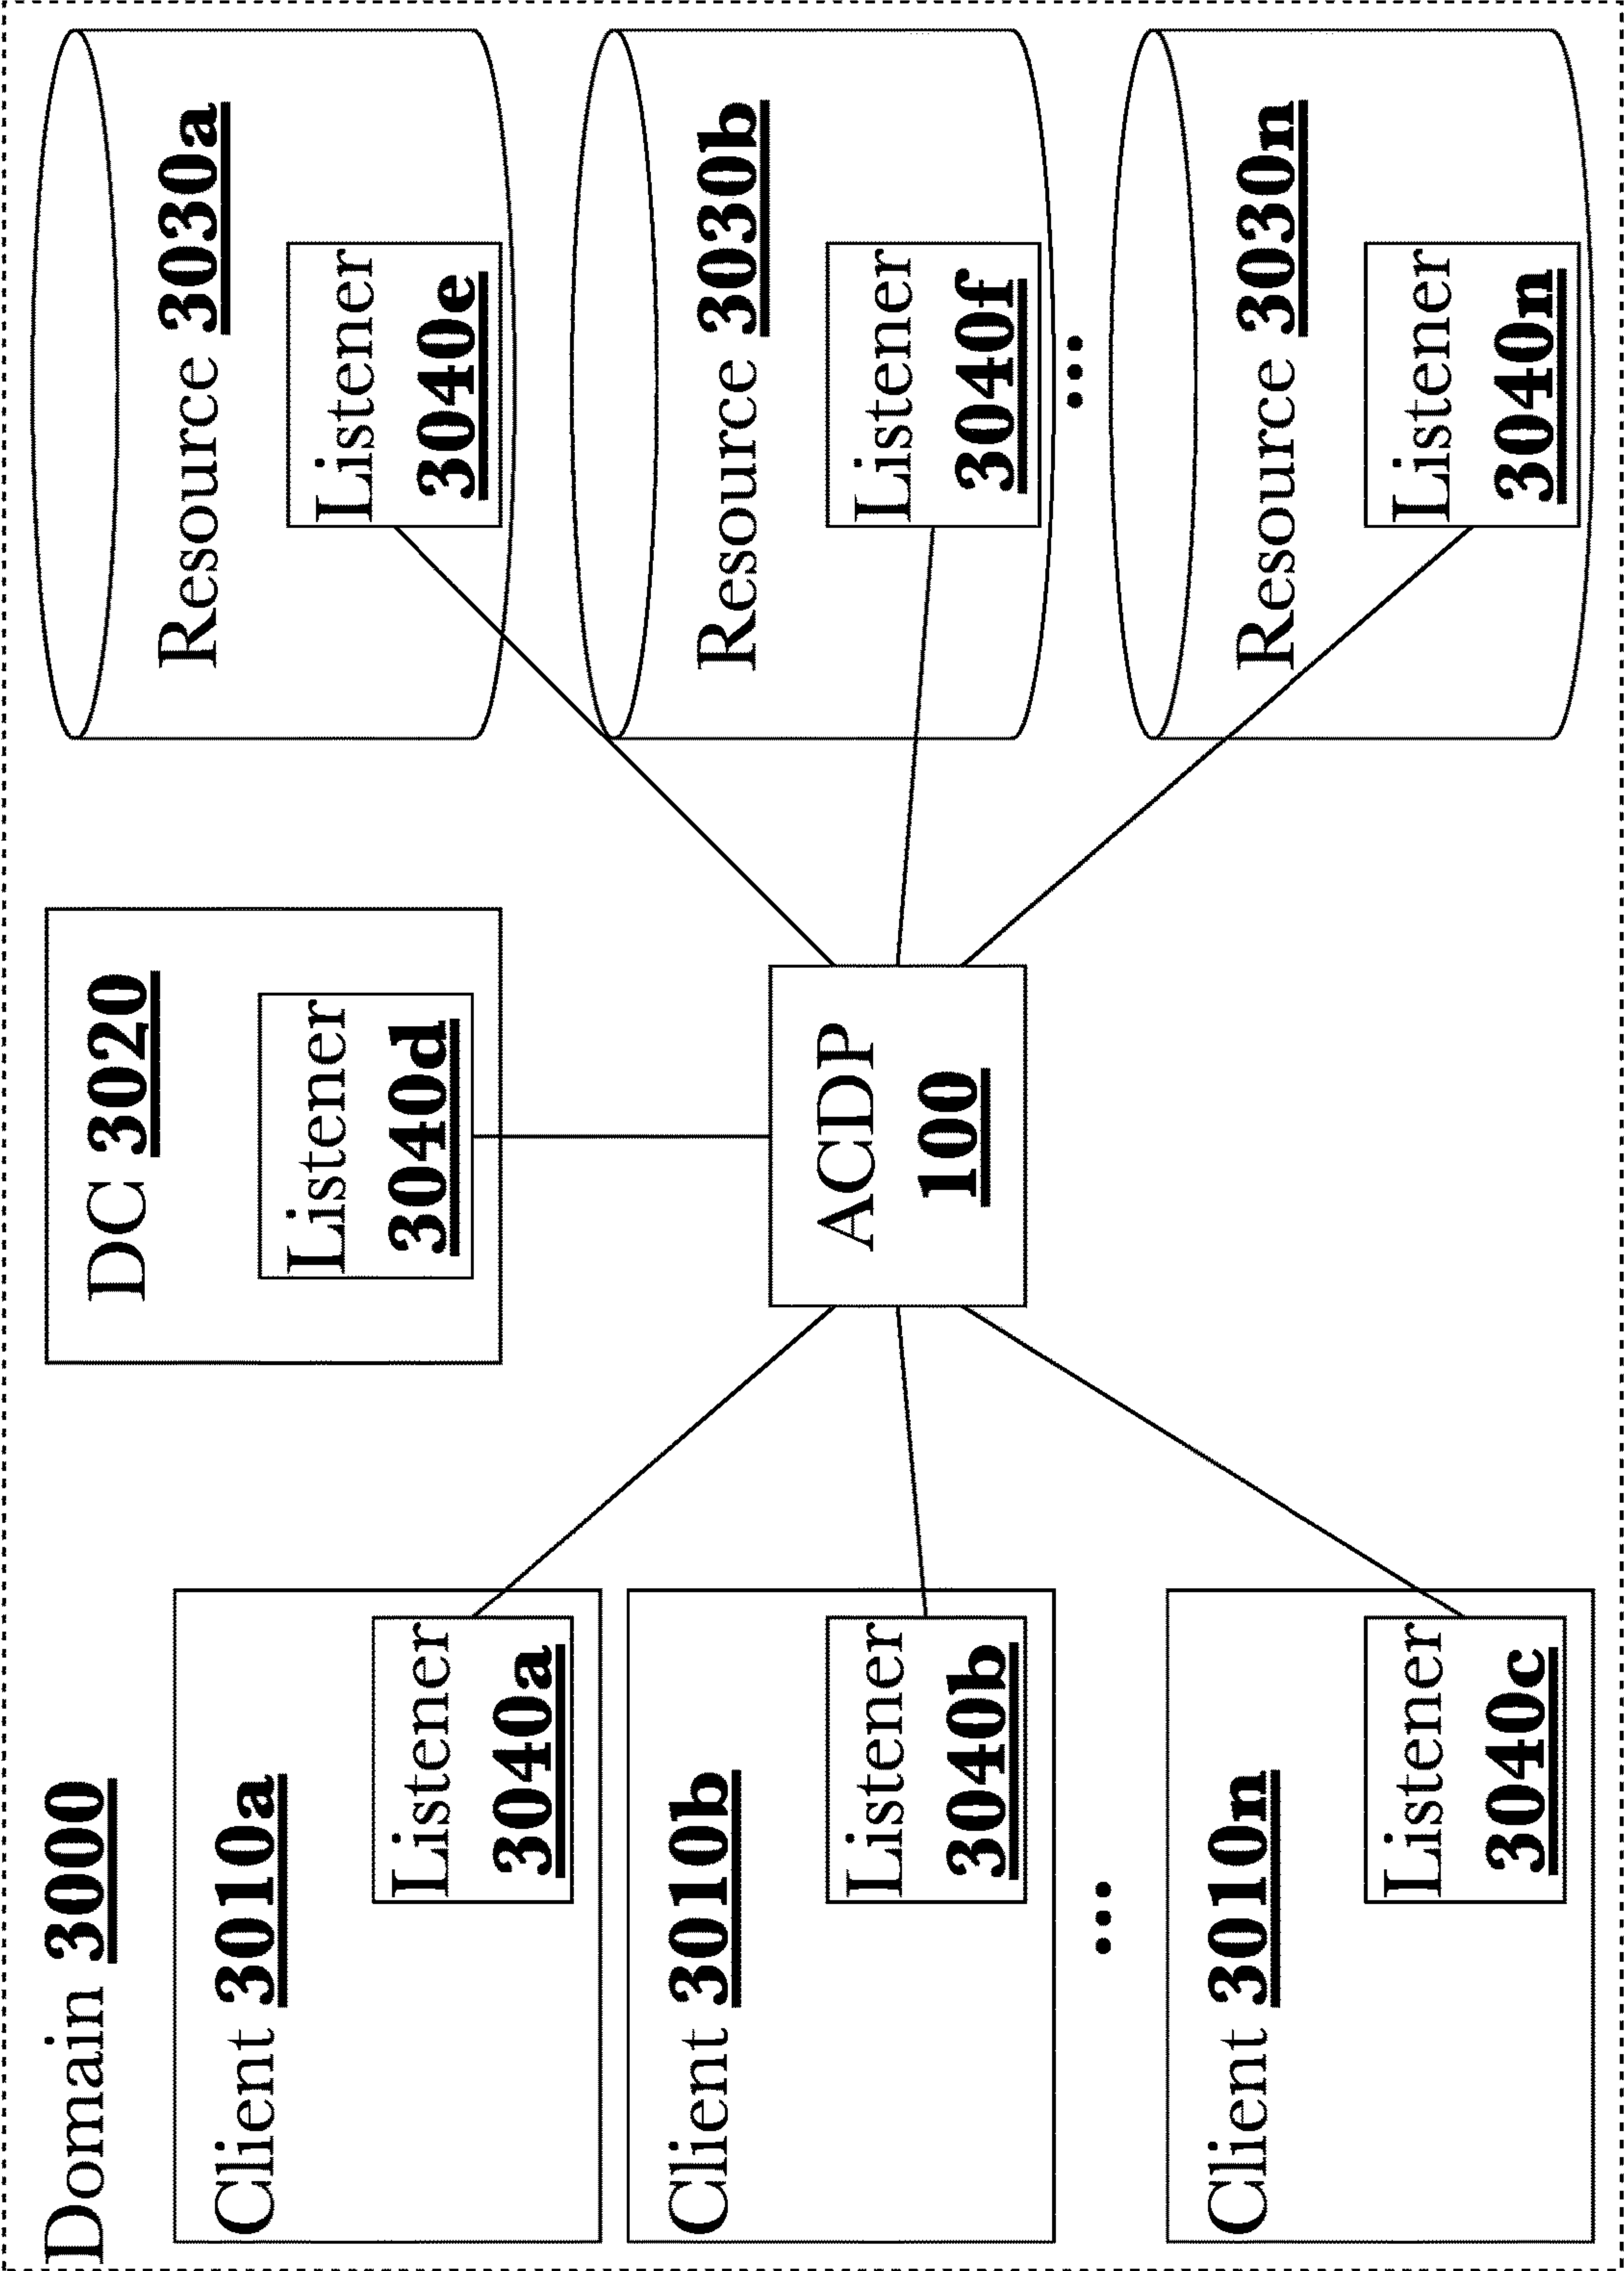 Domain 3000
Client 3010a
Listener
3040a
Client 3010b
Listener
3040b
...
Client 3010n
Listener
3040c
DC 3020
Listener
3040d
ACDP
100
Resource 3030a
Listener
3040e
Resource 3030b
Listener
3040f
...
Resource 3030n
Listener
3040n